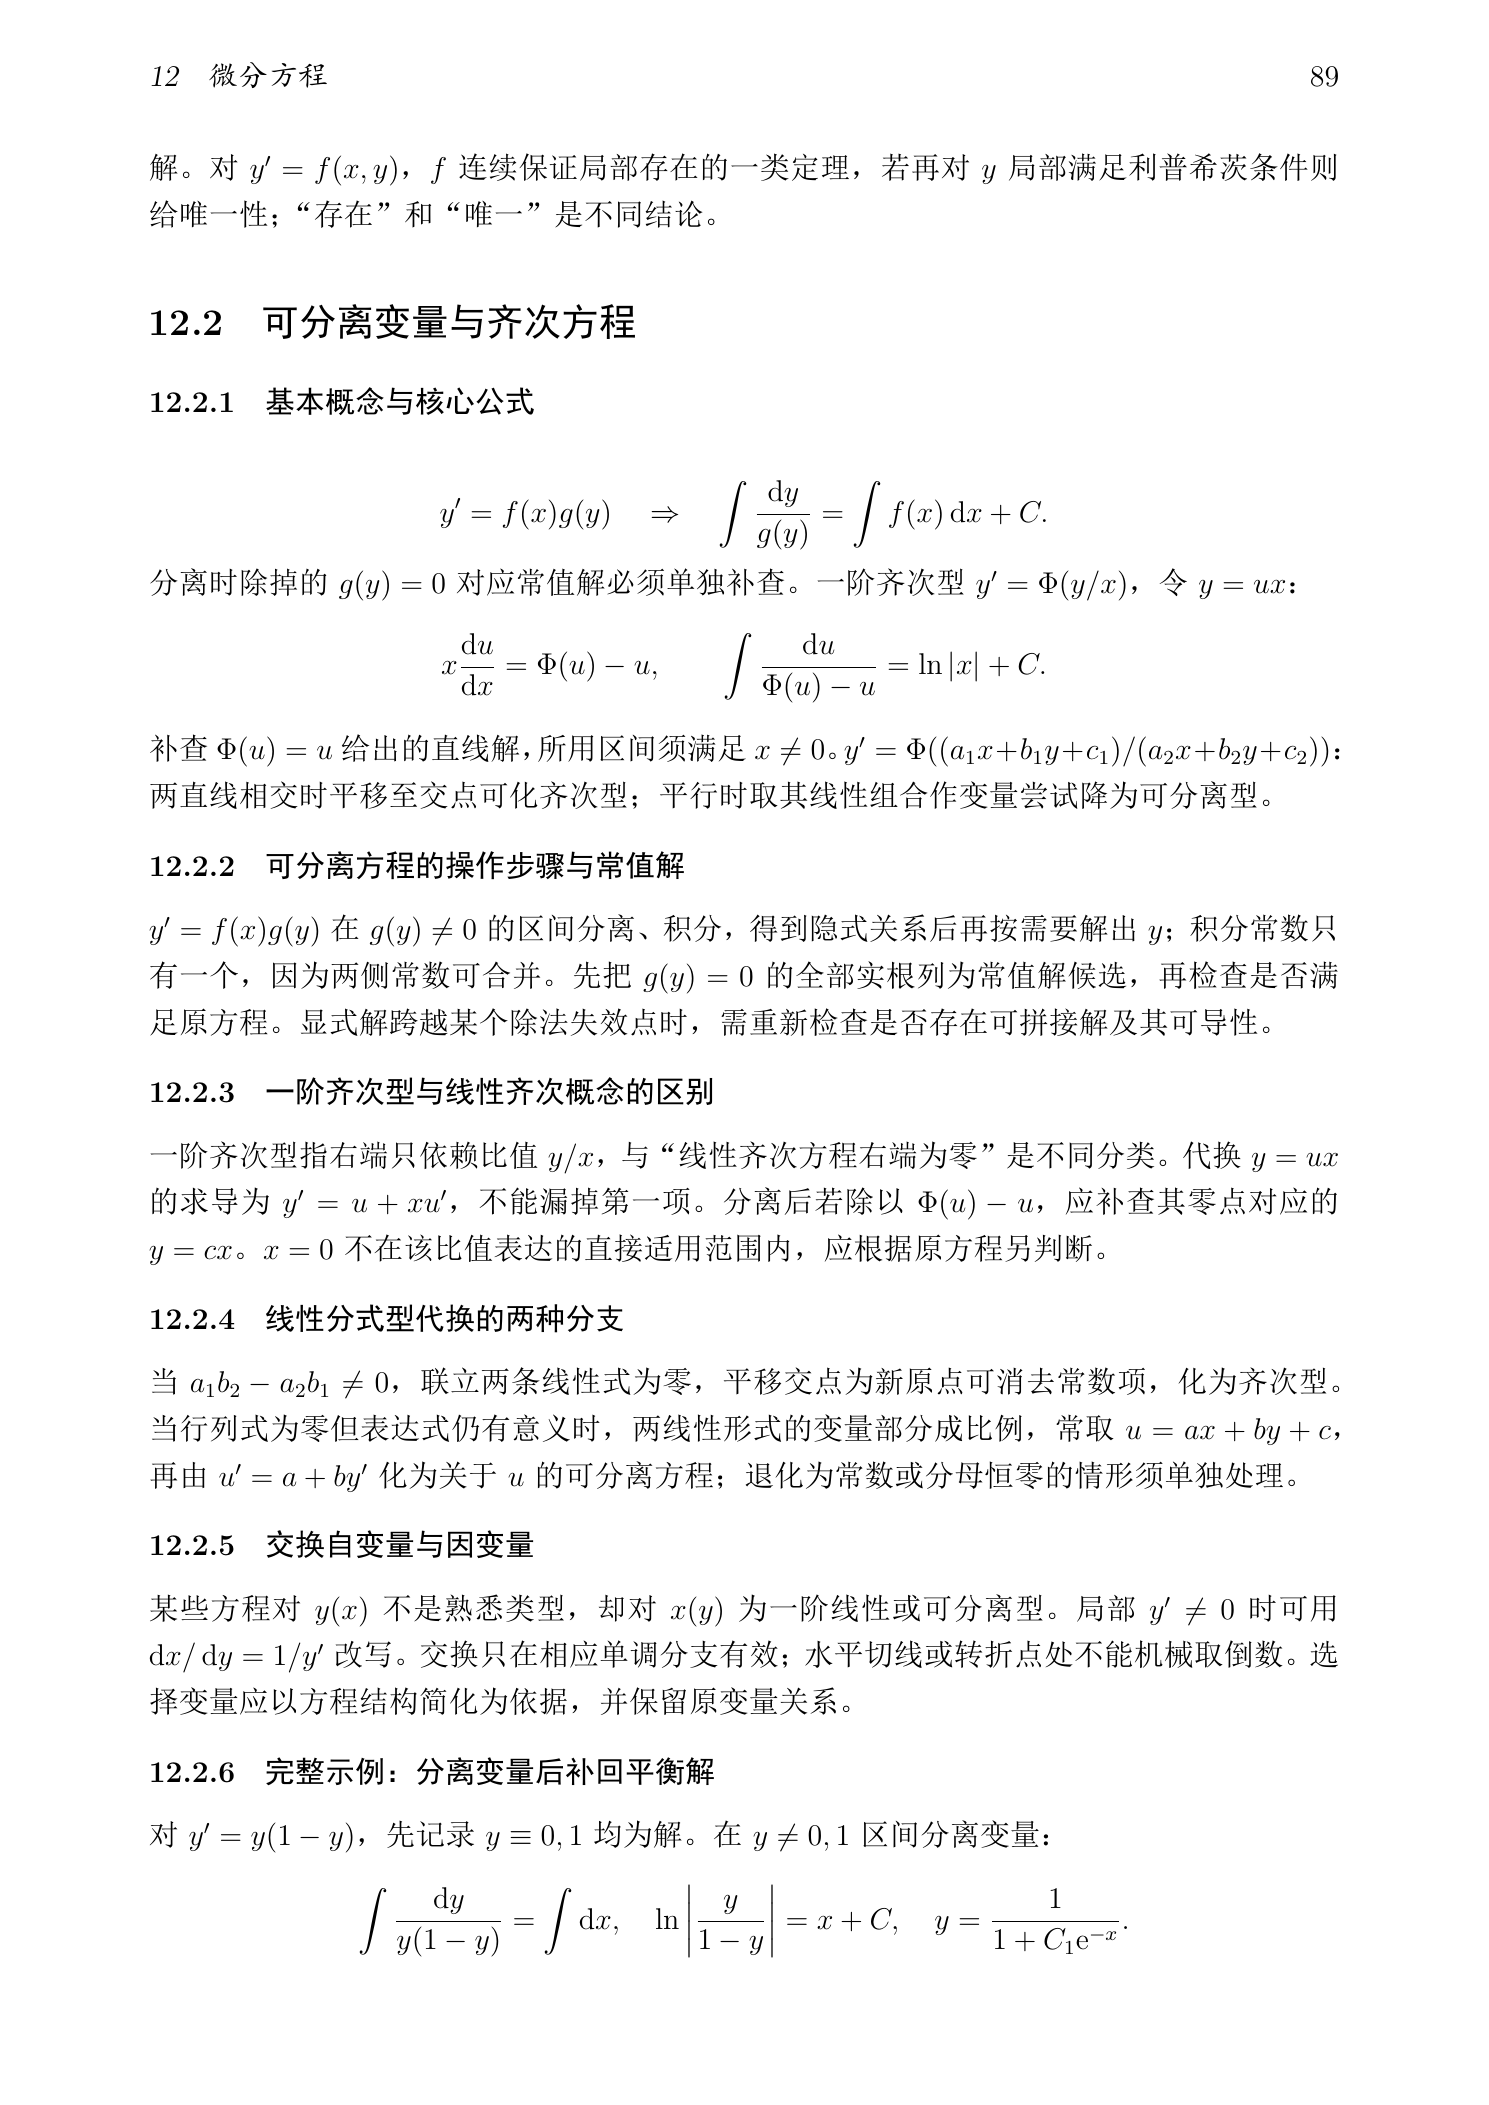 12 微分方程 89
解。对 y′ = f(x, y)，f 连续保证局部存在的一类定理，若再对 y 局部满足利普希茨条件则
给唯一性；“存在”和“唯一”是不同结论。
12.2 可分离变量与齐次方程
12.2.1 基本概念与核心公式
y′ = f(x)g(y) ⇒ ∫ dy/g(y) = ∫ f(x) dx + C.
分离时除掉的 g(y) = 0 对应常值解必须单独补查。一阶齐次型 y′ = Φ(y/x)，令 y = ux：
x du/dx = Φ(u) − u, ∫ du/(Φ(u) − u) = ln |x| + C.
补查 Φ(u) = u 给出的直线解，所用区间须满足 x ≠ 0。y′ = Φ((a₁x+b₁y+c₁)/(a₂x+b₂y+c₂))：
两直线相交时平移至交点可化齐次型；平行时取其线性组合作变量尝试降为可分离型。
12.2.2 可分离方程的操作步骤与常值解
y′ = f(x)g(y) 在 g(y) ≠ 0 的区间分离、积分，得到隐式关系后再按需要解出 y；积分常数只
有一个，因为两侧常数可合并。先把 g(y) = 0 的全部实根列为常值解候选，再检查是否满
足原方程。显式解跨越某个除法失效点时，需重新检查是否存在可拼接解及其可导性。
12.2.3 一阶齐次型与线性齐次概念的区别
一阶齐次型指右端只依赖比值 y/x，与“线性齐次方程右端为零”是不同分类。代换 y = ux
的求导为 y′ = u + xu′，不能漏掉第一项。分离后若除以 Φ(u) − u，应补查其零点对应的
y = cx。x = 0 不在该比值表达的直接适用范围内，应根据原方程另判断。
12.2.4 线性分式型代换的两种分支
当 a₁b₂ − a₂b₁ ≠ 0，联立两条线性式为零，平移交点为新原点可消去常数项，化为齐次型。
当行列式为零但表达式仍有意义时，两线性形式的变量部分成比例，常取 u = ax + by + c，
再由 u′ = a + by′ 化为关于 u 的可分离方程；退化为常数或分母恒零的情形须单独处理。
12.2.5 交换自变量与因变量
某些方程对 y(x) 不是熟悉类型，却对 x(y) 为一阶线性或可分离型。局部 y′ ≠ 0 时可用
dx/ dy = 1/y′ 改写。交换只在相应单调分支有效；水平切线或转折点处不能机械取倒数。选
择变量应以方程结构简化为依据，并保留原变量关系。
12.2.6 完整示例：分离变量后补回平衡解
对 y′ = y(1 − y)，先记录 y ≡ 0, 1 均为解。在 y ≠ 0, 1 区间分离变量：
∫ dy/(y(1 − y)) = ∫ dx, ln |y/(1 − y)| = x + C, y = 1/(1 + C₁e⁻ˣ).